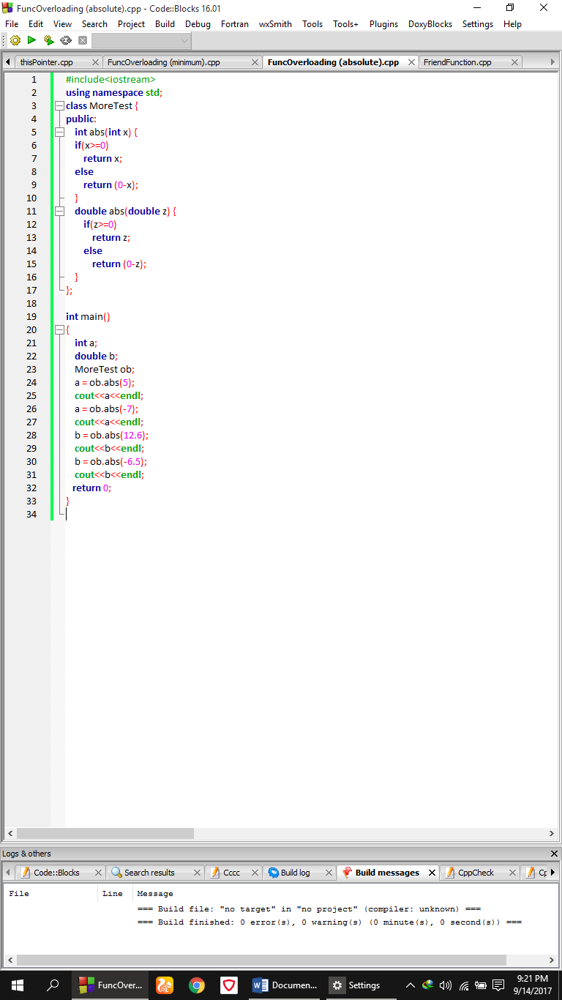 FuncOverloading (absolute).cpp - Code::Blocks 16.01
File Edit View Search Project Build Debug Fortran wxSmith Tools Tools+ Plugins DoxyBlocks Settings Help
thisPointer.cpp FuncOverloading (minimum).cpp FuncOverloading (absolute).cpp FriendFunction.cpp
1 #include<iostream>
2 using namespace std;
3 class MoreTest {
4 public:
5 int abs(int x) {
6 if(x>=0)
7 return x;
8 else
9 return (0-x);
10 }
11 double abs(double z) {
12 if(z>=0)
13 return z;
14 else
15 return (0-z);
16 }
17 };
18
19 int main()
20 {
21 int a;
22 double b;
23 MoreTest ob;
24 a = ob.abs(5);
25 cout<<a<<endl;
26 a = ob.abs(-7);
27 cout<<a<<endl;
28 b = ob.abs(12.6);
29 cout<<b<<endl;
30 b = ob.abs(-6.5);
31 cout<<b<<endl;
32 return 0;
33 }
34
Logs & others
Code::Blocks Search results Cccc Build log Build messages CppCheck
File Line Message
=== Build file: "no target" in "no project" (compiler: unknown) ===
=== Build finished: 0 error(s), 0 warning(s) (0 minute(s), 0 second(s)) ===
FuncOver... Documen... Settings 9:21 PM
9/14/2017